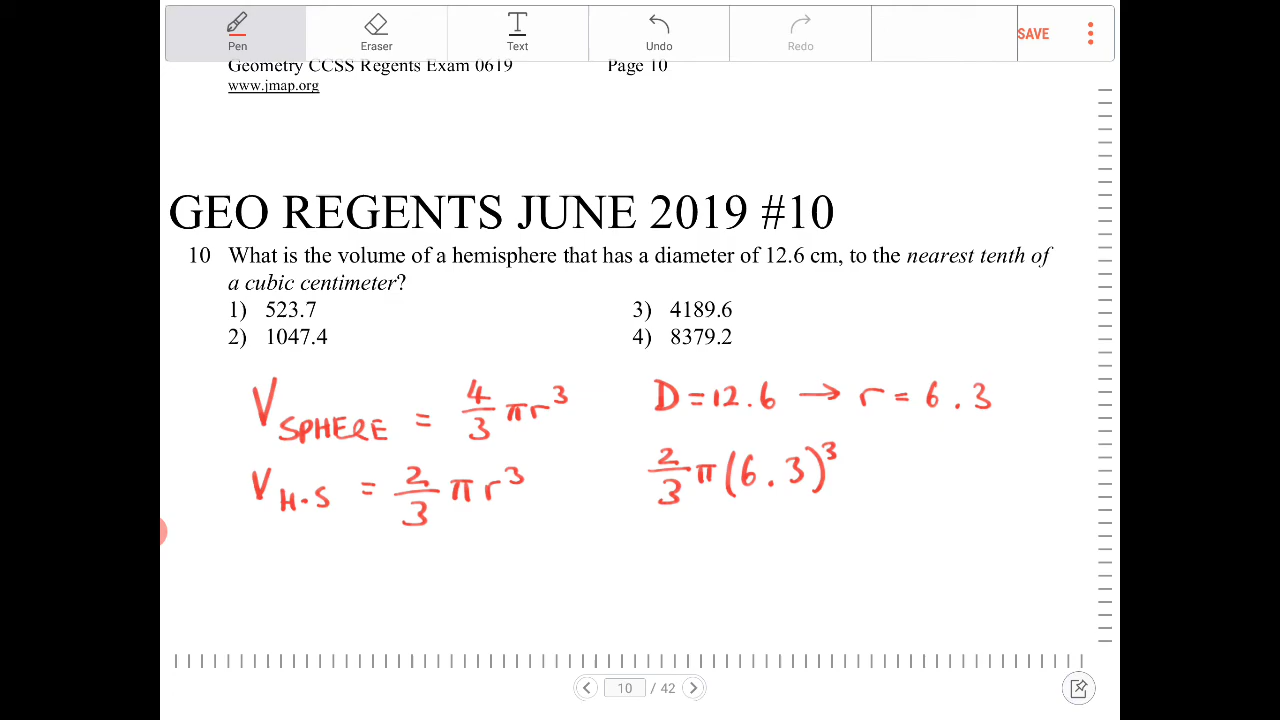 Pen Eraser Text Undo Redo SAVE
Geometry CCSS Regents Exam 0619 Page 10
www.jmap.org
GEO REGENTS JUNE 2019 #10
10 What is the volume of a hemisphere that has a diameter of 12.6 cm, to the nearest tenth of
a cubic centimeter?
1) 523.7 3) 4189.6
2) 1047.4 4) 8379.2
V SPHERE = 4/3 πr³ D = 12.6 → r = 6.3
V H.S = 2/3 πr³ 2/3 π(6.3)³
10 / 42